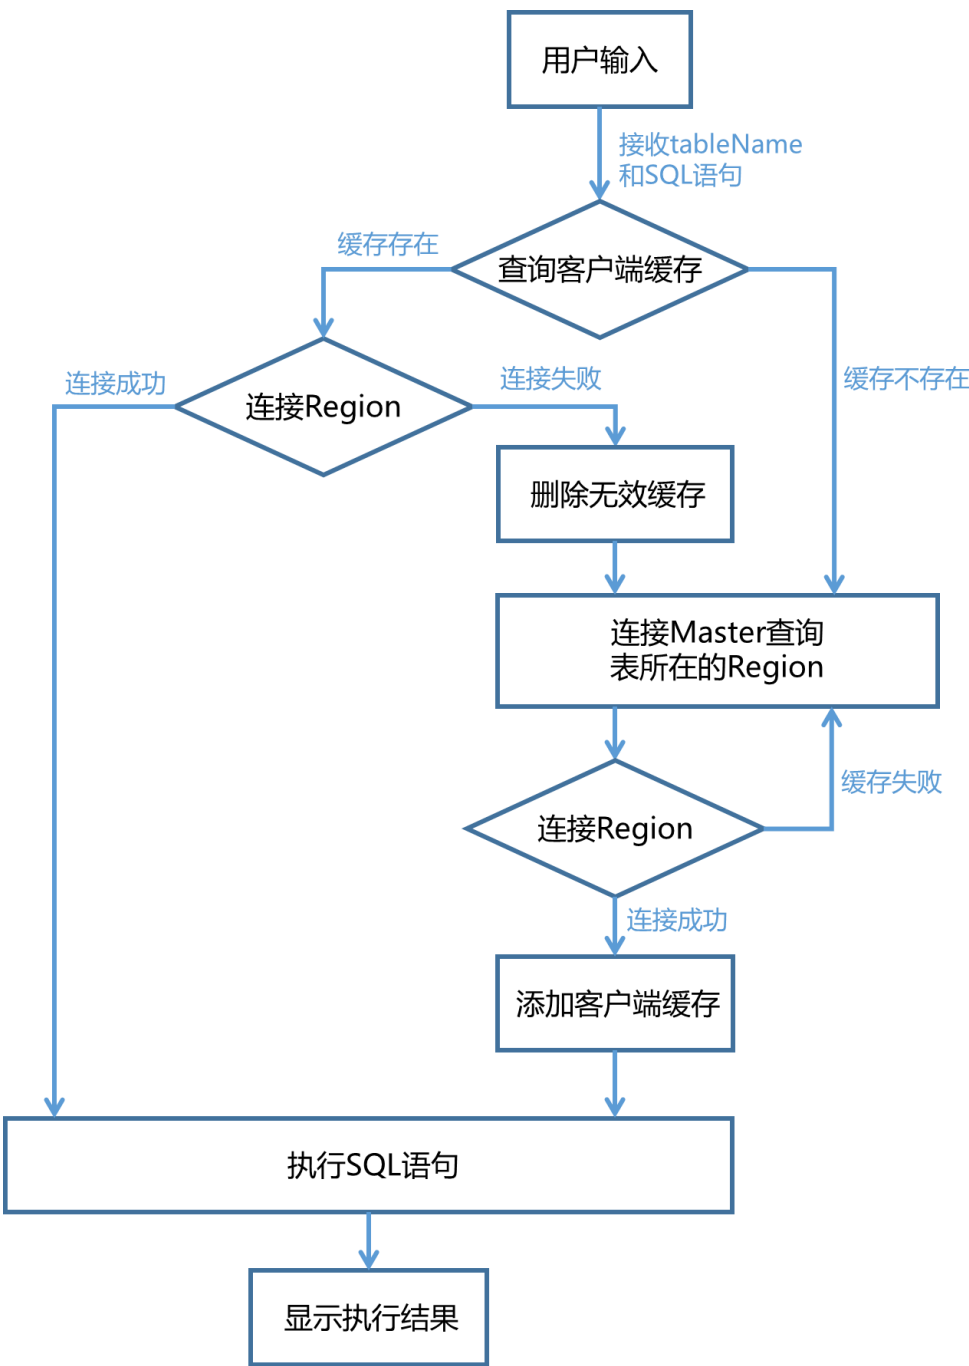 用户输入
接收tableName
和SQL语句
缓存存在
查询客户端缓存
连接成功
连接Region
连接失败
缓存不存在
删除无效缓存
连接Master查询
表所在的Region
缓存失败
连接Region
连接成功
添加客户端缓存
执行SQL语句
显示执行结果